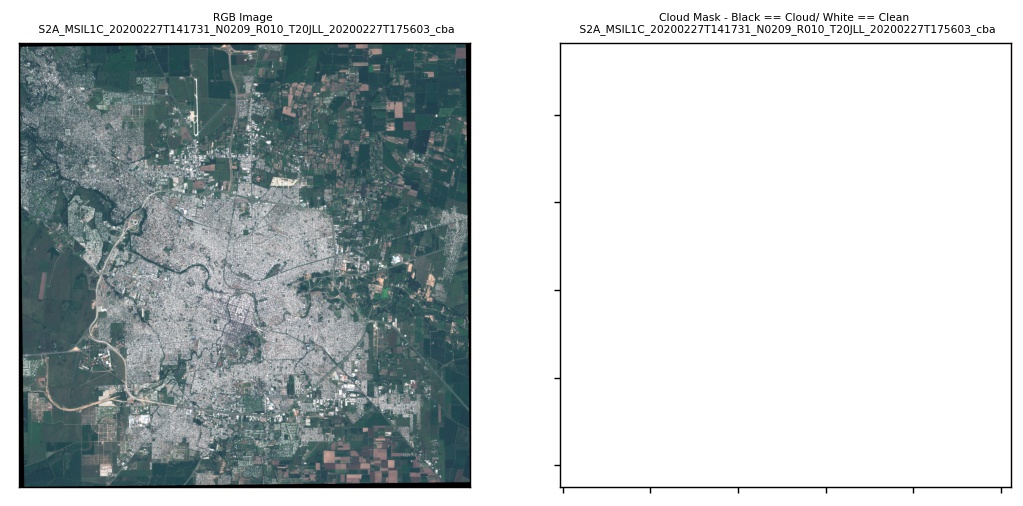 RGB Image
S2A_MSIL1C_20200227T141731_N0209_R010_T20JLL_20200227T175603_cba
Cloud Mask - Black == Cloud/ White == Clean
S2A_MSIL1C_20200227T141731_N0209_R010_T20JLL_20200227T175603_cba